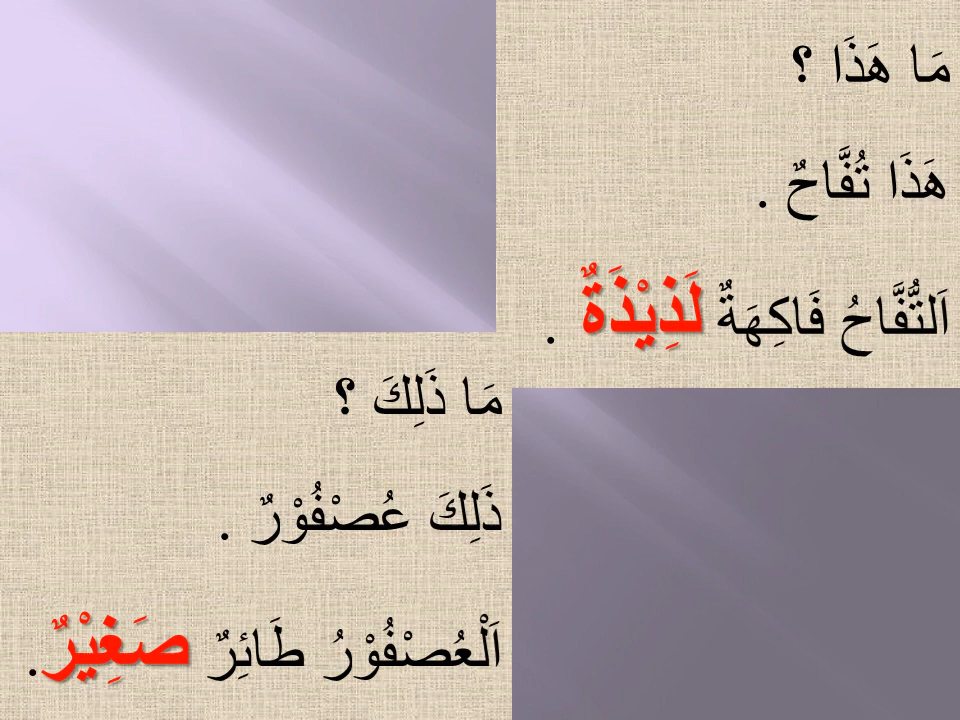 مَا هَذَا ؟
هَذَا تُفَّاحٌ .
اَلتُّفَّاحُ فَاكِهَةٌ لَذِيْذَةٌ .
مَا ذَلِكَ ؟
ذَلِكَ عُصْفُوْرٌ .
اَلْعُصْفُوْرُ طَائِرٌ صَغِيْرٌ.